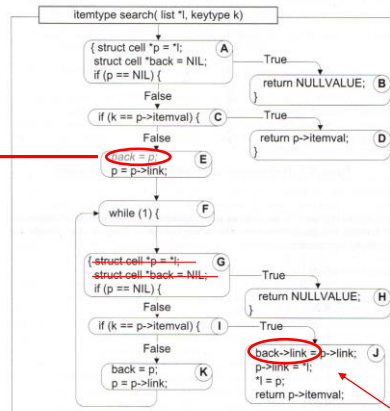 itemtype search( list *l, keytype k)
{ struct cell *p = *l; A
struct cell *back = NIL;
if (p == NIL) {
True
return NULLVALUE; B
}
False
if (k == p->itemval) { C
True
return p->itemval; D
}
False
back = p; E
p = p->link;
while (1) { F
{ struct cell *p = *l; G
struct cell *back = NIL;
if (p == NIL) {
True
return NULLVALUE; H
}
False
if (k == p->itemval) { I
True
back->link = p->link; J
p->link = *l;
*l = p;
return p->itemval;
False
back = p; K
p = p->link;